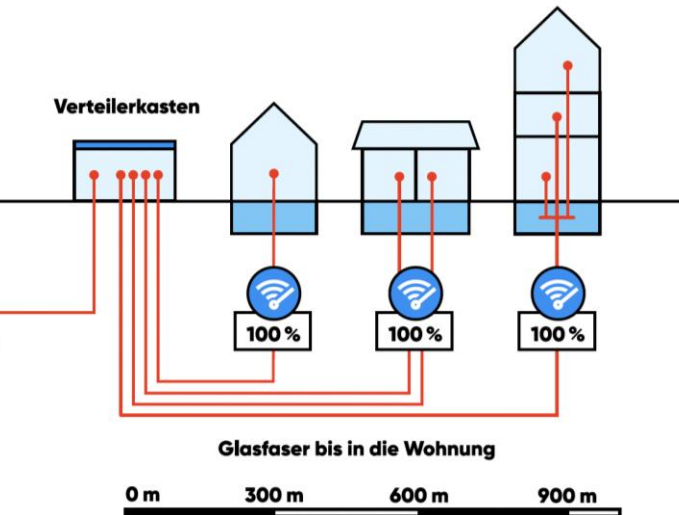 Verteilerkasten
100 % 100 % 100 %
Glasfaser bis in die Wohnung
0 m 300 m 600 m 900 m